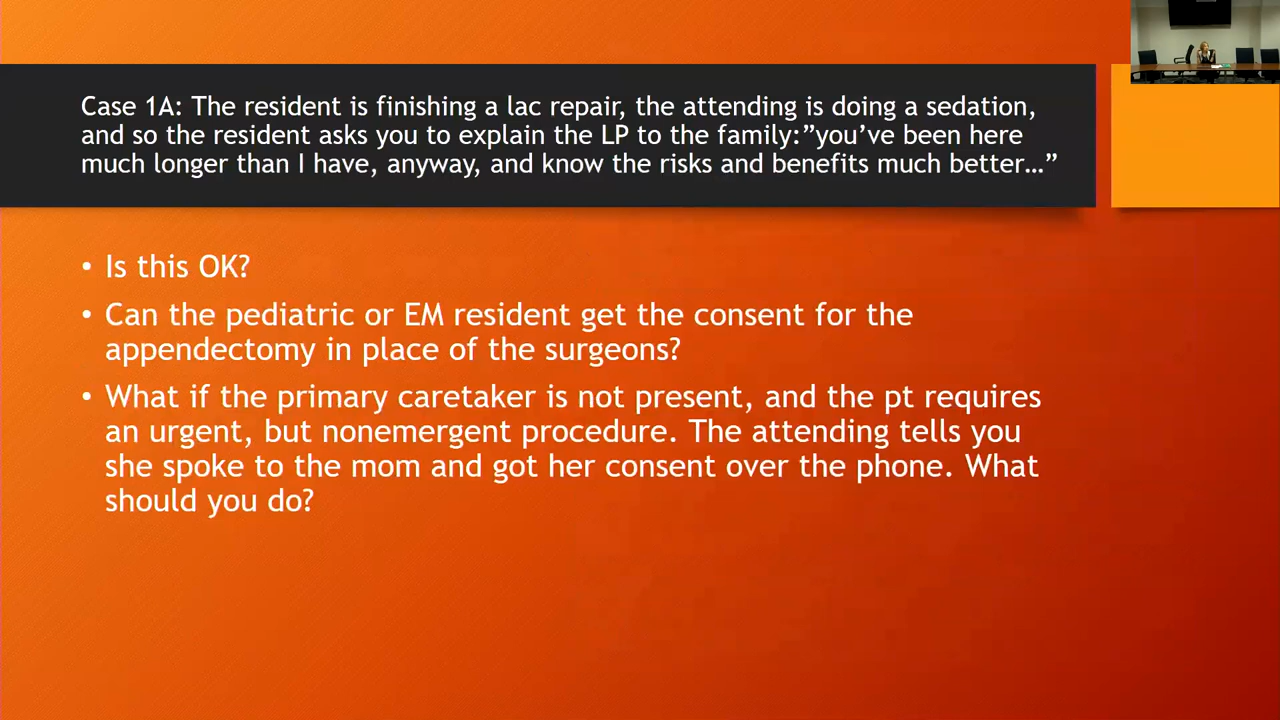 Case 1A: The resident is finishing a lac repair, the attending is doing a sedation,
and so the resident asks you to explain the LP to the family:”you’ve been here
much longer than I have, anyway, and know the risks and benefits much better…”
• Is this OK?
• Can the pediatric or EM resident get the consent for the
appendectomy in place of the surgeons?
• What if the primary caretaker is not present, and the pt requires
an urgent, but nonemergent procedure. The attending tells you
she spoke to the mom and got her consent over the phone. What
should you do?